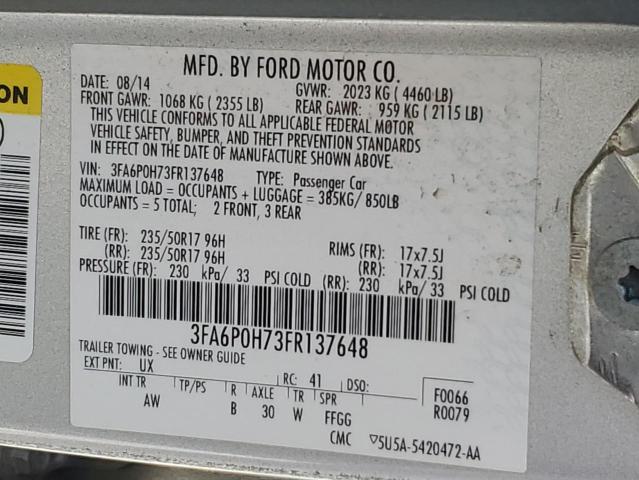 ON
MFD. BY FORD MOTOR CO.
DATE: 08/14 GVWR: 2023 KG ( 4460 LB)
FRONT GAWR: 1068 KG ( 2355 LB) REAR GAWR: 959 KG ( 2115 LB)
THIS VEHICLE CONFORMS TO ALL APPLICABLE FEDERAL MOTOR
VEHICLE SAFETY, BUMPER, AND THEFT PREVENTION STANDARDS
IN EFFECT ON THE DATE OF MANUFACTURE SHOWN ABOVE.
VIN: 3FA6P0H73FR137648 TYPE: Passenger Car
MAXIMUM LOAD = OCCUPANTS + LUGGAGE = 385KG/ 850LB
OCCUPANTS = 5 TOTAL; 2 FRONT, 3 REAR
TIRE (FR): 235/50R17 96H RIMS (FR): 17x7.5J
(RR): 235/50R17 96H (RR): 17x7.5J
PRESSURE (FR): 230 kPa/ 33 PSI COLD (RR): 230 kPa/ 33 PSI COLD
3FA6P0H73FR137648
TRAILER TOWING - SEE OWNER GUIDE
EXT PNT: UX RC: 41 DSO: F0066
INT TR TP/PS R AXLE TR SPR R0079
AW B 30 W FFGG
CMC ▽5U5A-5420472-AA